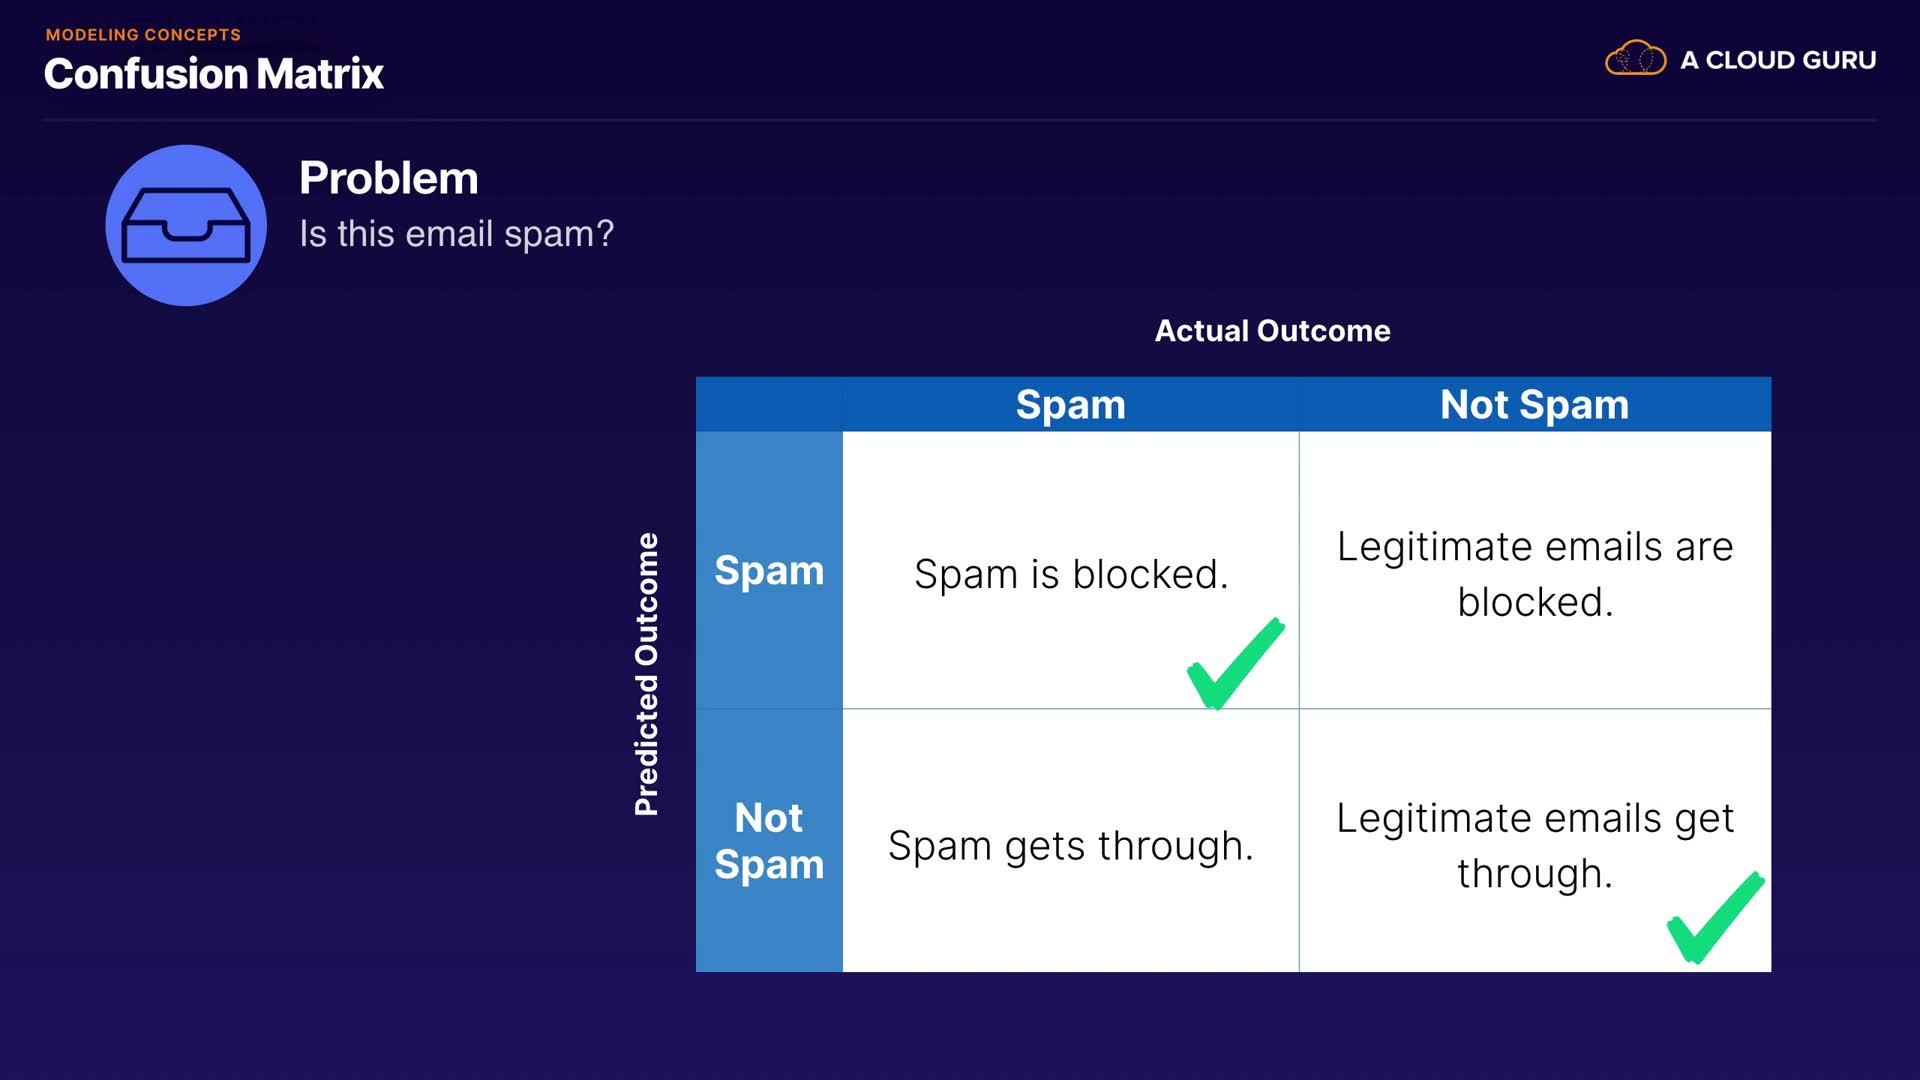 MODELING CONCEPTS
Confusion Matrix
A CLOUD GURU
Problem
Is this email spam?
Actual Outcome
Spam
Not Spam
Predicted Outcome
Spam
Spam is blocked.
Legitimate emails are
blocked.
Not
Spam
Spam gets through.
Legitimate emails get
through.